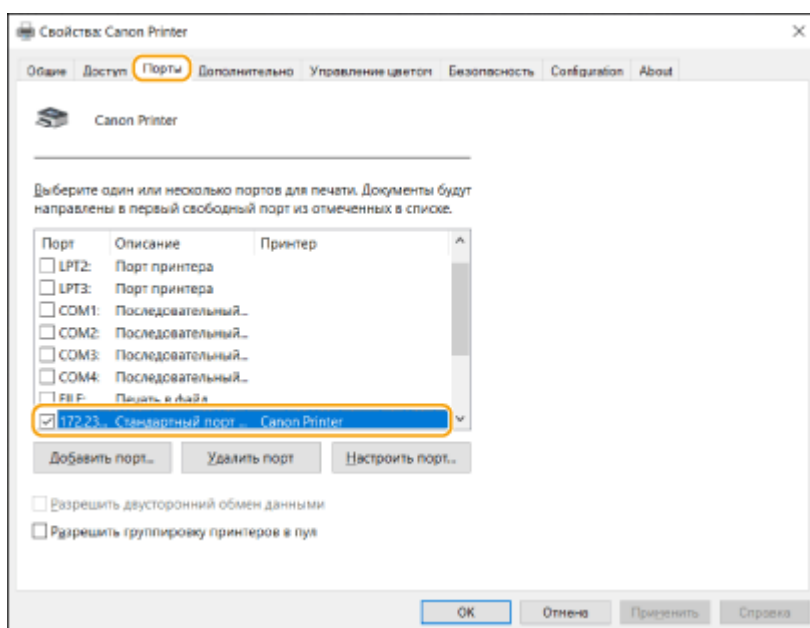 Свойства: Canon Printer
Общие Доступ Порты Дополнительно Управление цветом Безопасность Configuration About
Canon Printer
Выберите один или несколько портов для печати. Документы будут
направлены в первый свободный порт из отмеченных в списке.
Порт Описание Принтер
LPT2: Порт принтера
LPT3: Порт принтера
COM1: Последовательный...
COM2: Последовательный...
COM3: Последовательный...
COM4: Последовательный...
FILE: Печать в файл
172.23... Стандартный порт ... Canon Printer
Добавить порт... Удалить порт Настроить порт...
Разрешить двусторонний обмен данными
Разрешить группировку принтеров в пул
OK Отмена Применить Справка